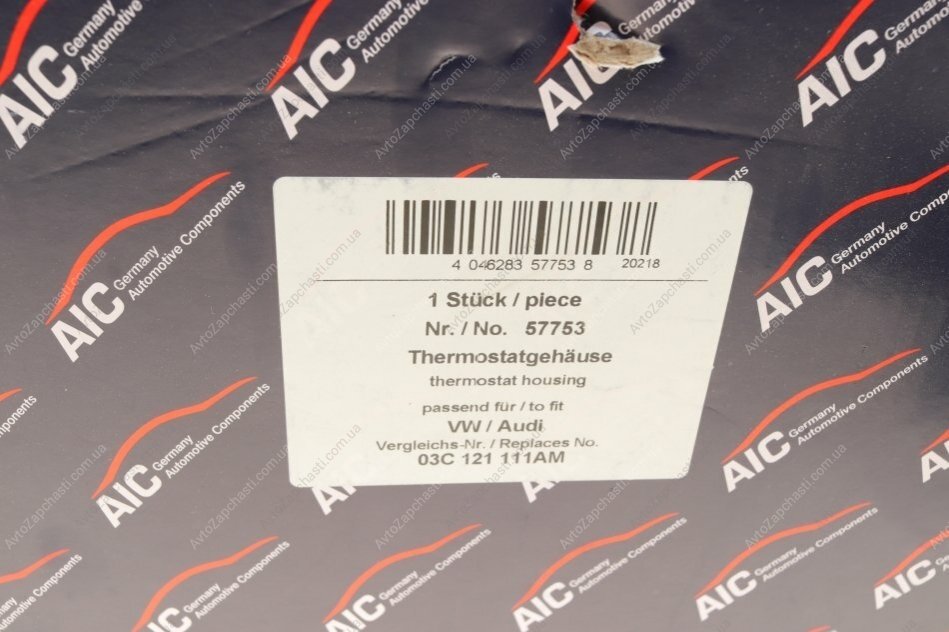 AIC Germany Automotive Components
4 046283 57753 8 20218
1 Stück / piece
Nr. / No. 57753
Thermostatgehäuse
thermostat housing
passend für / to fit
VW / Audi
Vergleichs-Nr. / Replaces No.
03C 121 111AM
AvtoZapchasti.com.ua